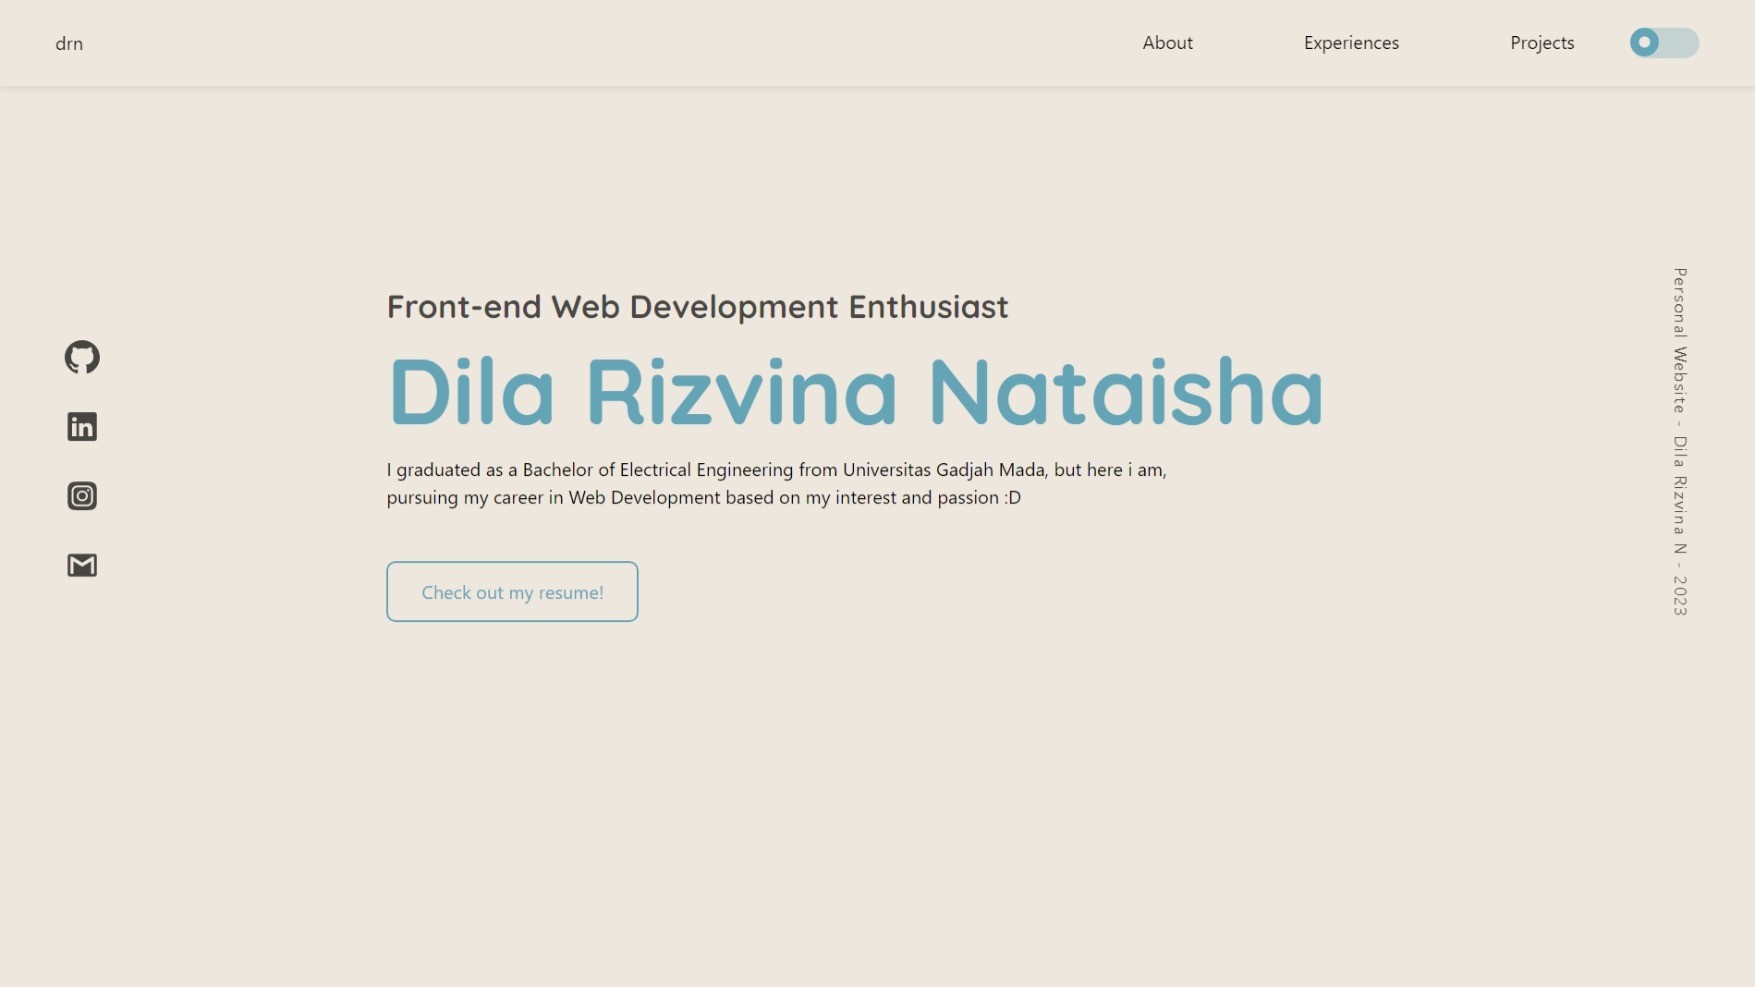 drn
About
Experiences
Projects
Front-end Web Development Enthusiast
Dila Rizvina Nataisha
I graduated as a Bachelor of Electrical Engineering from Universitas Gadjah Mada, but here i am,
pursuing my career in Web Development based on my interest and passion :D
Check out my resume!
Personal Website - Dila Rizvina N - 2023